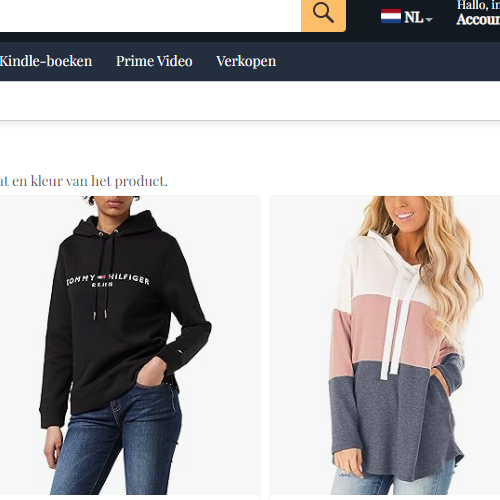 Hallo, in
NL
Accoun
Kindle-boeken Prime Video Verkopen
at en kleur van het product.
TOMMY HILFIGER